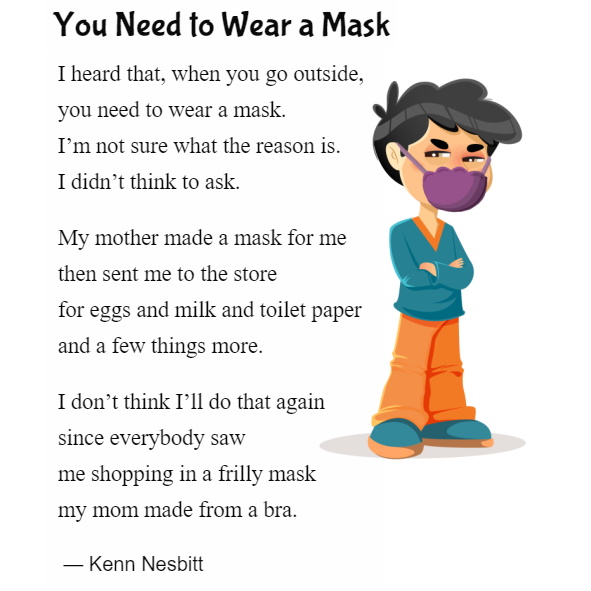 You Need to Wear a Mask
I heard that, when you go outside,
you need to wear a mask.
I’m not sure what the reason is.
I didn’t think to ask.
My mother made a mask for me
then sent me to the store
for eggs and milk and toilet paper
and a few things more.
I don’t think I’ll do that again
since everybody saw
me shopping in a frilly mask
my mom made from a bra.
— Kenn Nesbitt